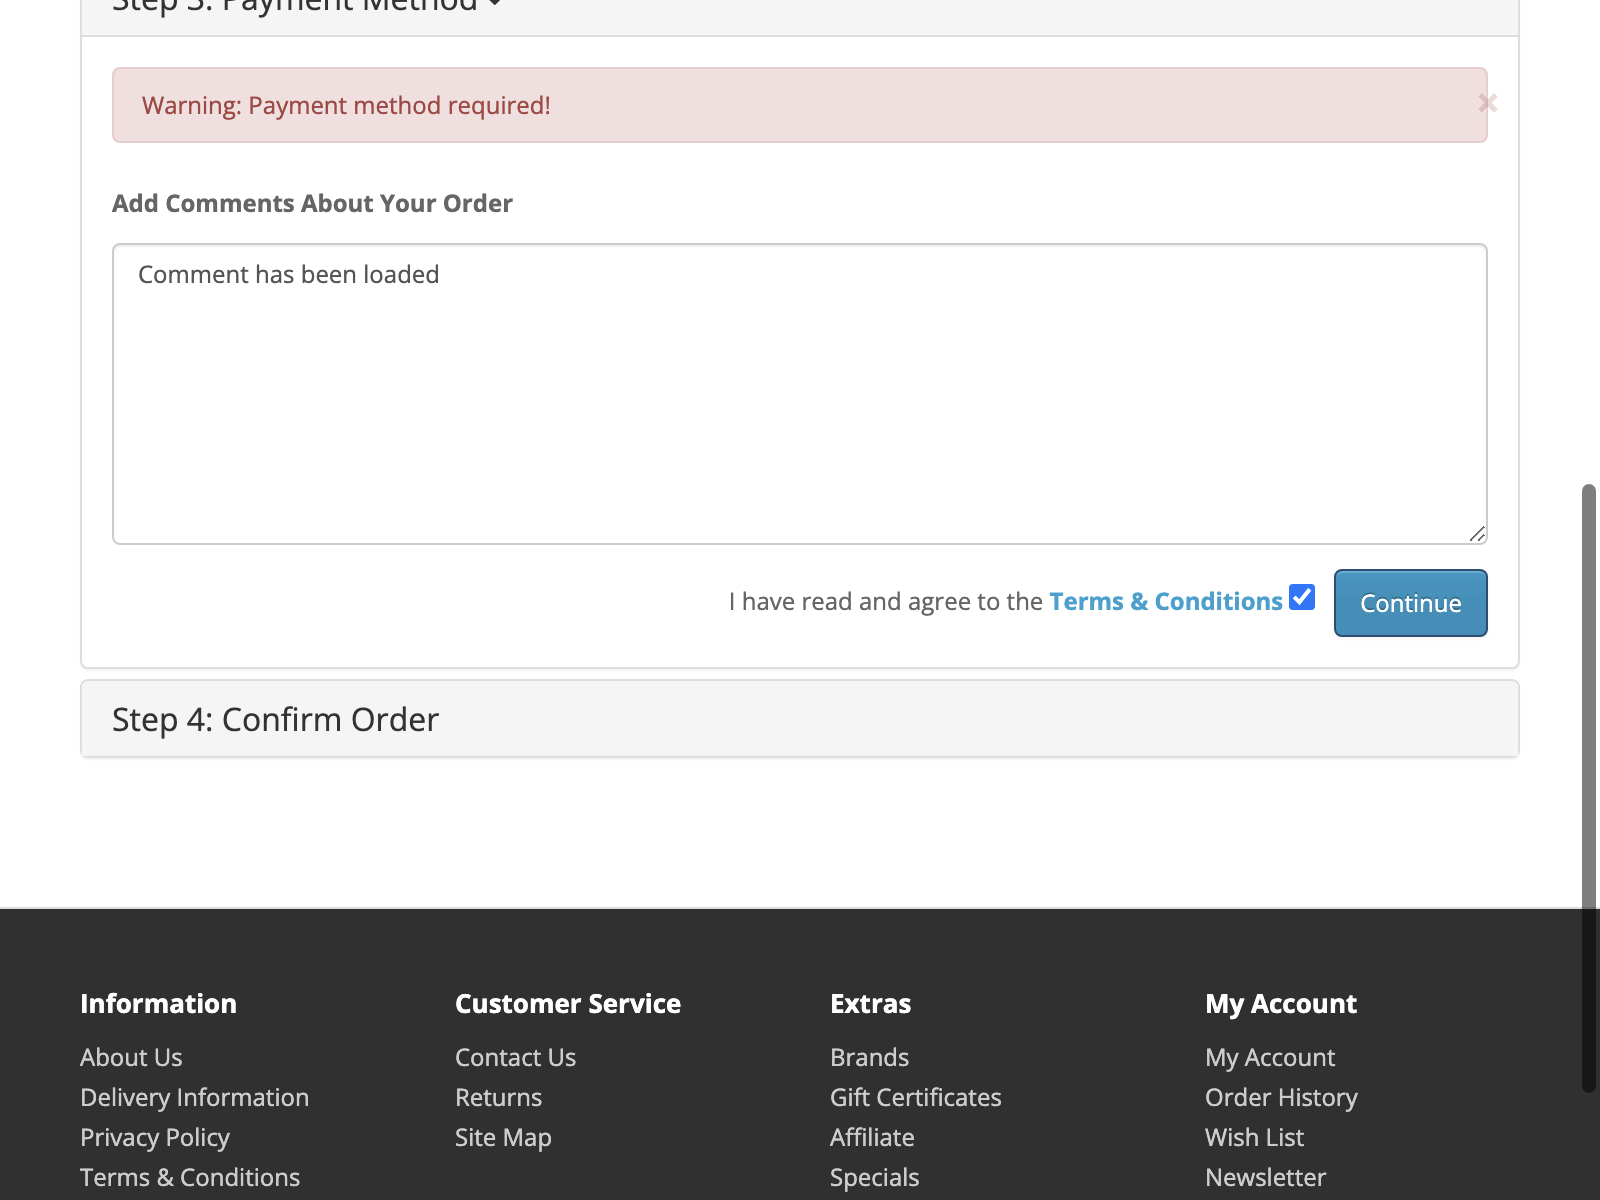 Step 3: Payment Method
Warning: Payment method required!
×
Add Comments About Your Order
Comment has been loaded
I have read and agree to the Terms & Conditions
Continue
Step 4: Confirm Order
Information
About Us
Delivery Information
Privacy Policy
Terms & Conditions
Customer Service
Contact Us
Returns
Site Map
Extras
Brands
Gift Certificates
Affiliate
Specials
My Account
My Account
Order History
Wish List
Newsletter